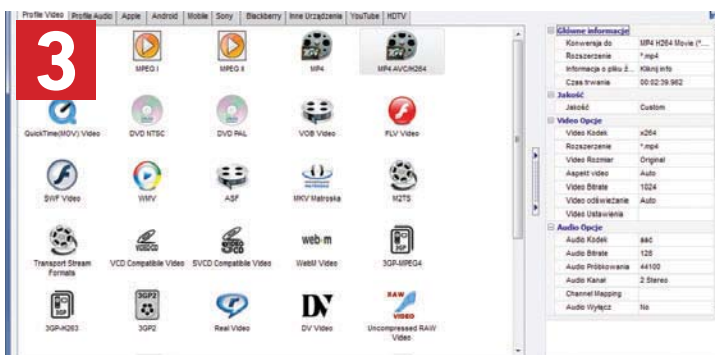 Profile Video Profile Audio Apple Android Mobile Sony Blackberry Inne Urządzenia YouTube HDTV
3
MPEG I MPEG II MP4 MP4 AVC/H264
QuickTime(MOV) Video DVD NTSC DVD PAL VOB Video FLV Video
SWF Video WMV ASF MKV Matroska M2TS
Transport Stream Formats VCD Compatible Video SVCD Compatible Video WebM Video 3GP-MPEG4
3GP-H263 3GP2 Real Video DV Video Uncompressed RAW Video
Główne informacje
Konwersja do MP4 H264 Movie (*....
Rozszerzenie *.mp4
Informacja o pliku ź... Kliknij info
Czas trwania 00:02:39.962
Jakość
Jakość Custom
Video Opcje
Video Kodek x264
Rozszerzenie *.mp4
Video Rozmiar Original
Aspekt video Auto
Video Bitrate 1024
Video odświeżanie Auto
Video Ustawienia
Audio Opcje
Audio Kodek aac
Audio Bitrate 128
Audio Próbkowania 44100
Audio Kanał 2 Stereo
Channel Mapping
Audio Wyłącz No